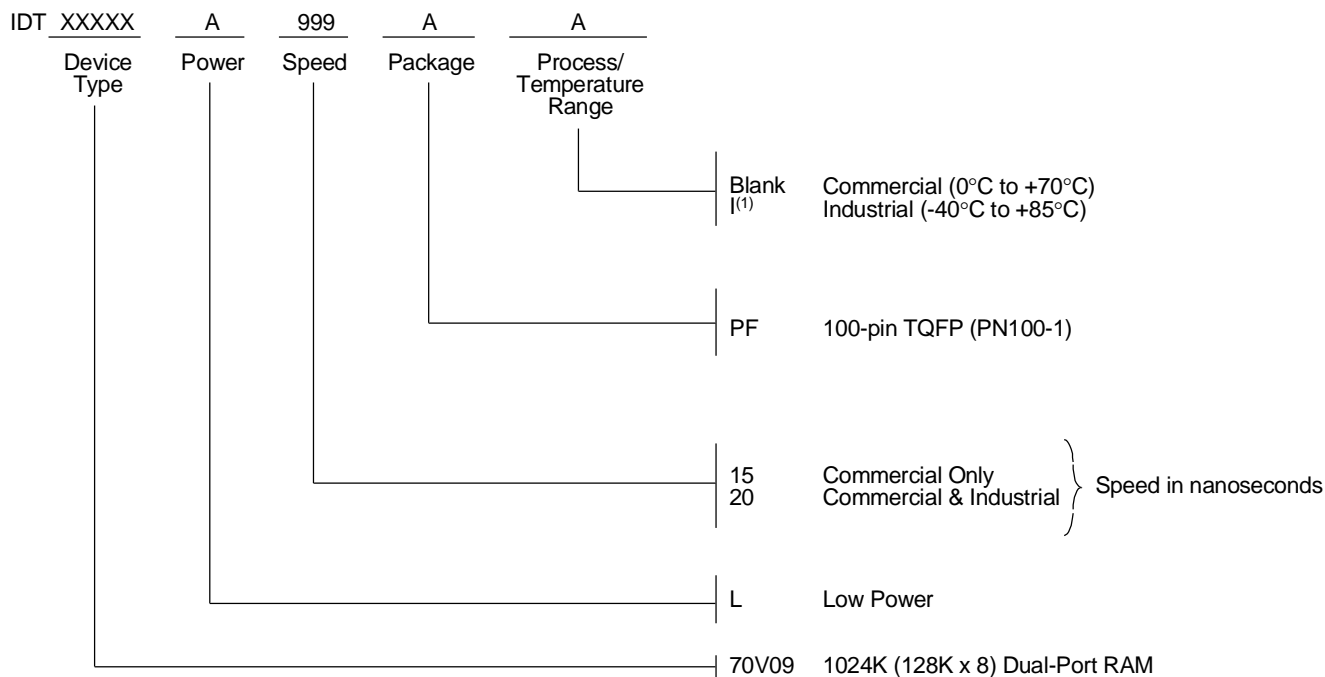 IDT XXXXX A 999 A A
Device Type Power Speed Package Process/ Temperature Range
Blank Commercial (0°C to +70°C)
I(1) Industrial (-40°C to +85°C)
PF 100-pin TQFP (PN100-1)
15 Commercial Only
20 Commercial & Industrial
Speed in nanoseconds
L Low Power
70V09 1024K (128K x 8) Dual-Port RAM